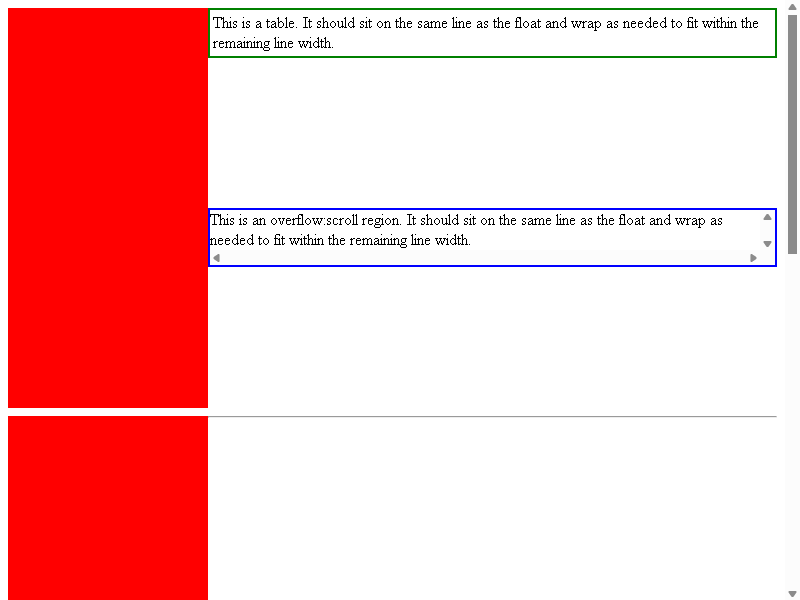 This is a table. It should sit on the same line as the float and wrap as needed to fit within the
remaining line width.
This is an overflow:scroll region. It should sit on the same line as the float and wrap as
needed to fit within the remaining line width.